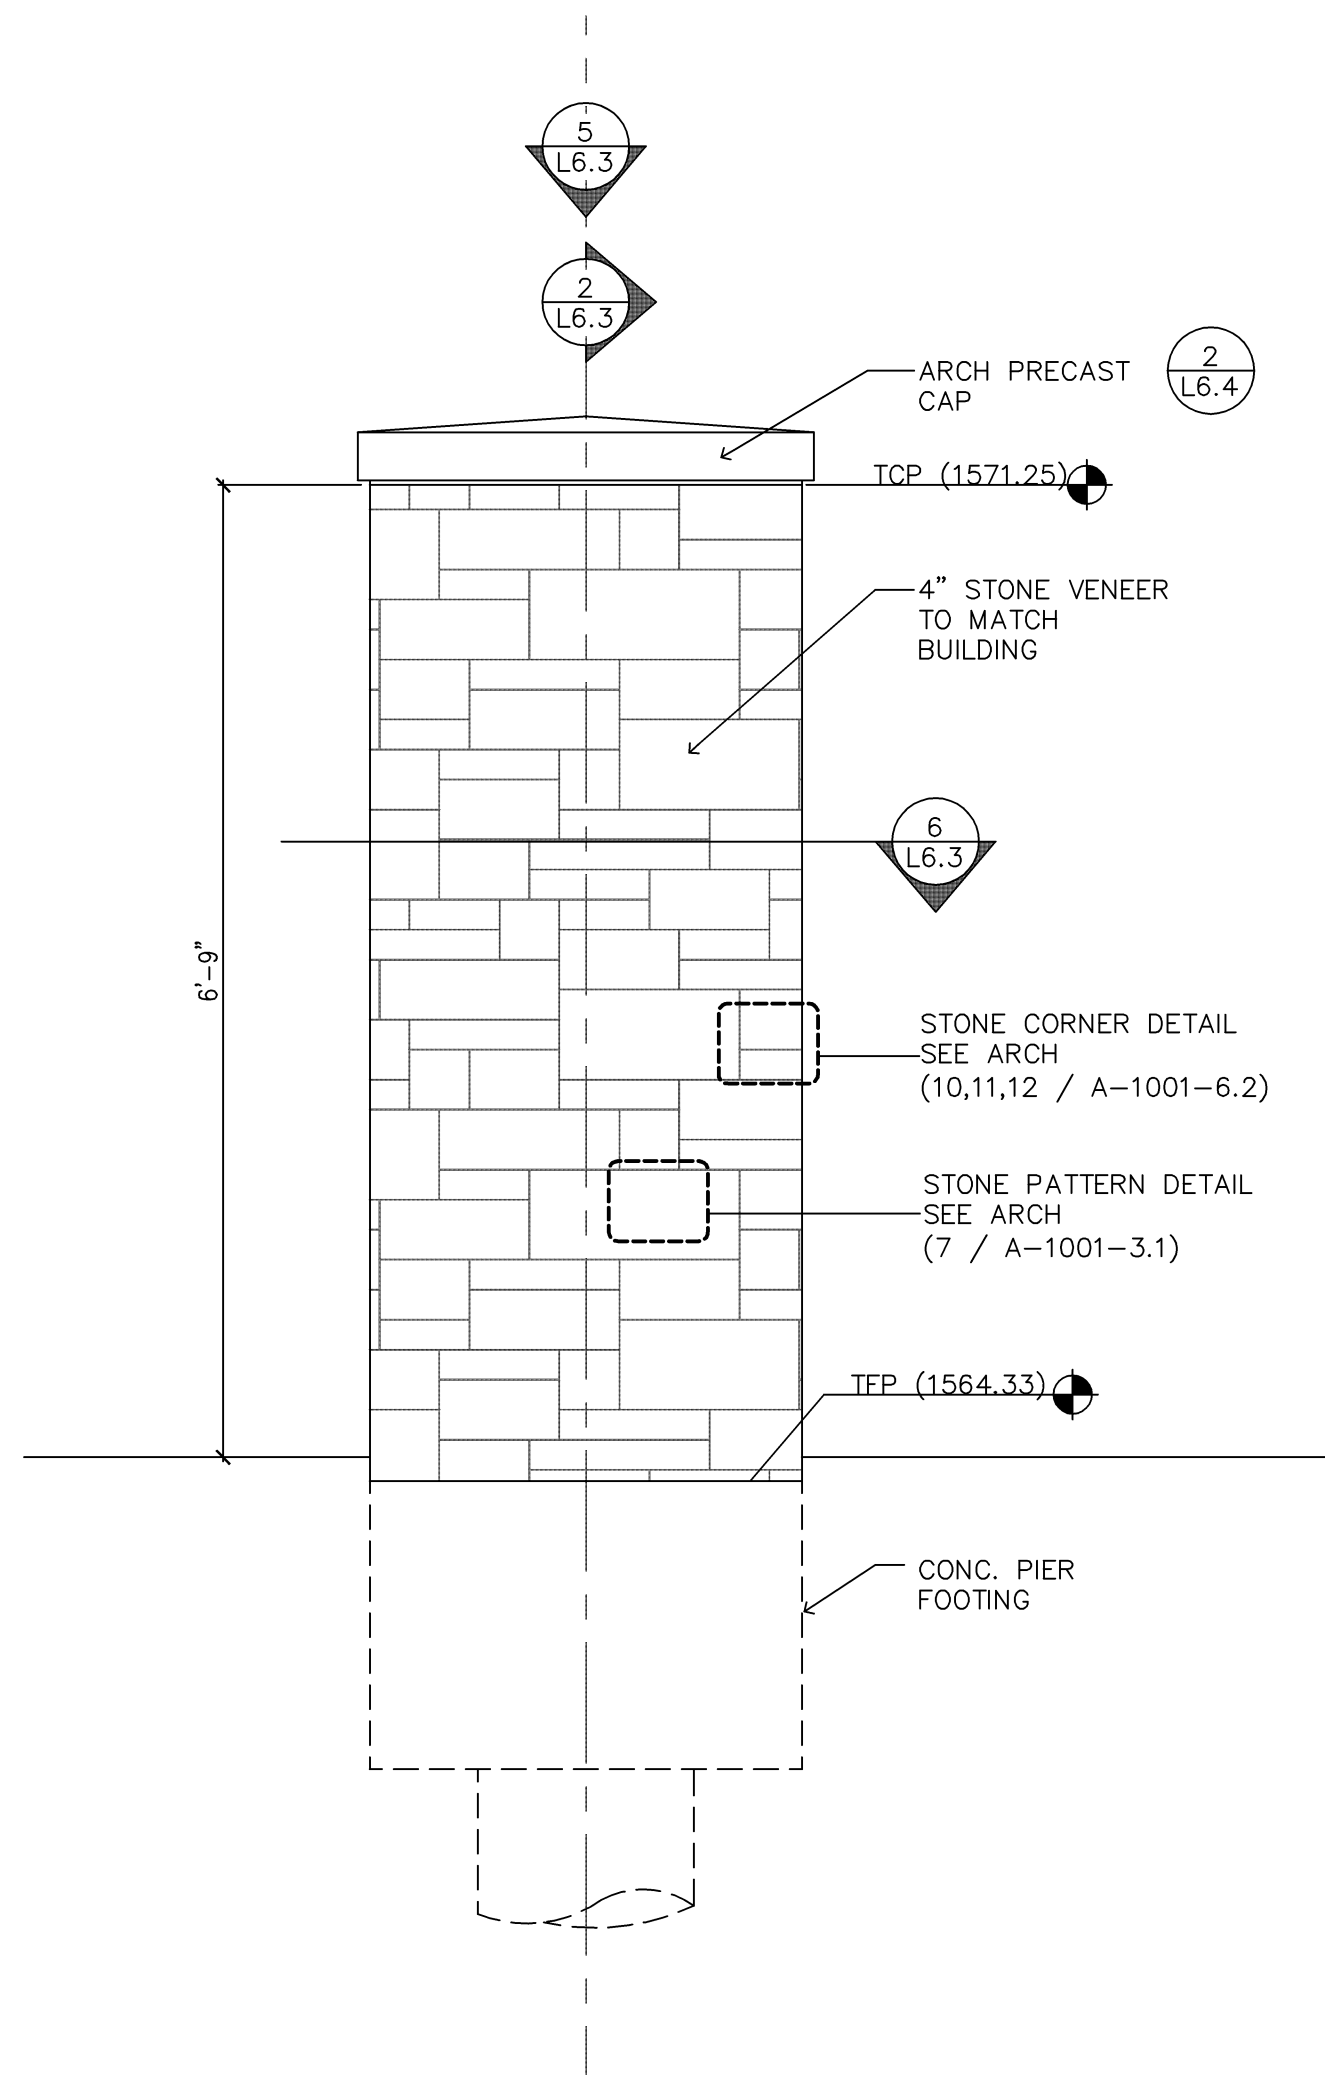 5
L6.3
2
L6.3
ARCH PRECAST
CAP
2
L6.4
TCP (1571.25)
4” STONE VENEER
TO MATCH
BUILDING
6
L6.3
6'-9”
STONE CORNER DETAIL
SEE ARCH
(10,11,12 / A-1001-6.2)
STONE PATTERN DETAIL
SEE ARCH
(7 / A-1001-3.1)
TFP (1564.33)
CONC. PIER
FOOTING